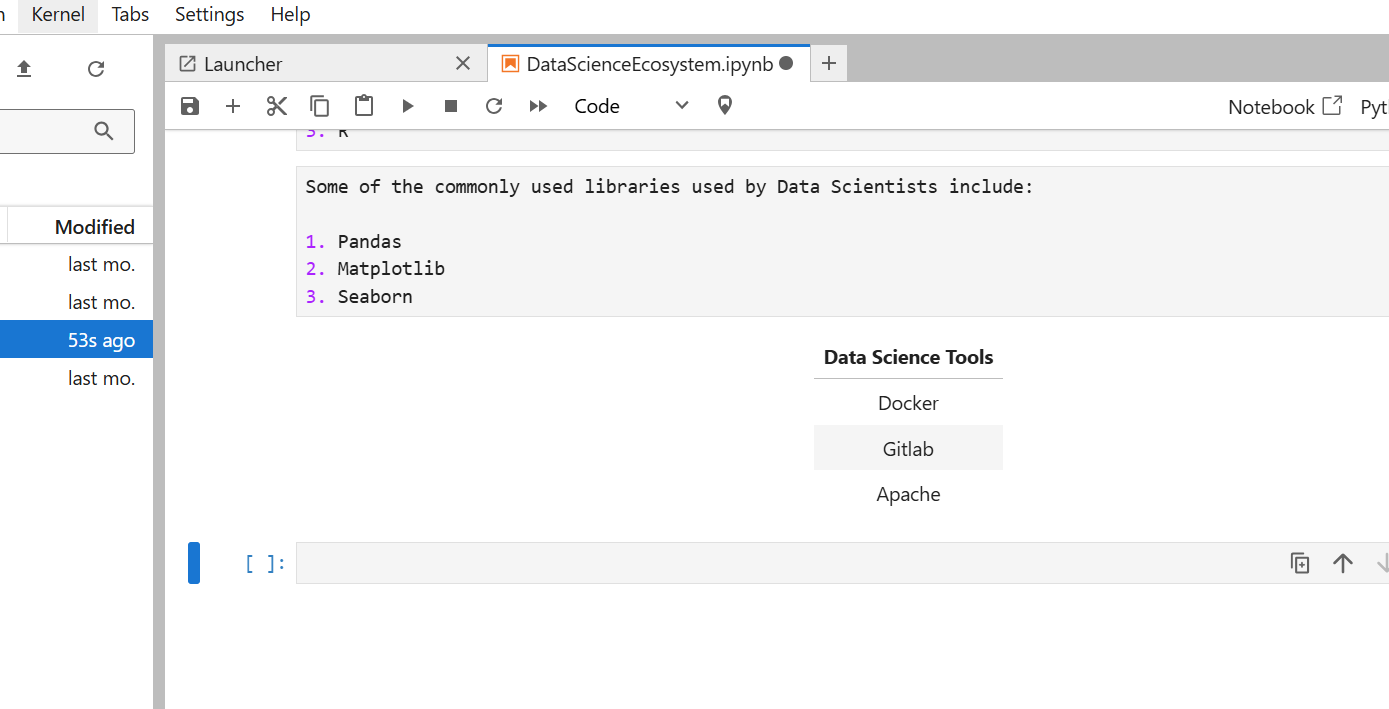 Kernel Tabs Settings Help
Launcher
DataScienceEcosystem.ipynb
Code
Notebook
3. R
Some of the commonly used libraries used by Data Scientists include:
1. Pandas
2. Matplotlib
3. Seaborn
Modified
last mo.
last mo.
53s ago
last mo.
Data Science Tools
Docker
Gitlab
Apache
[ ]: